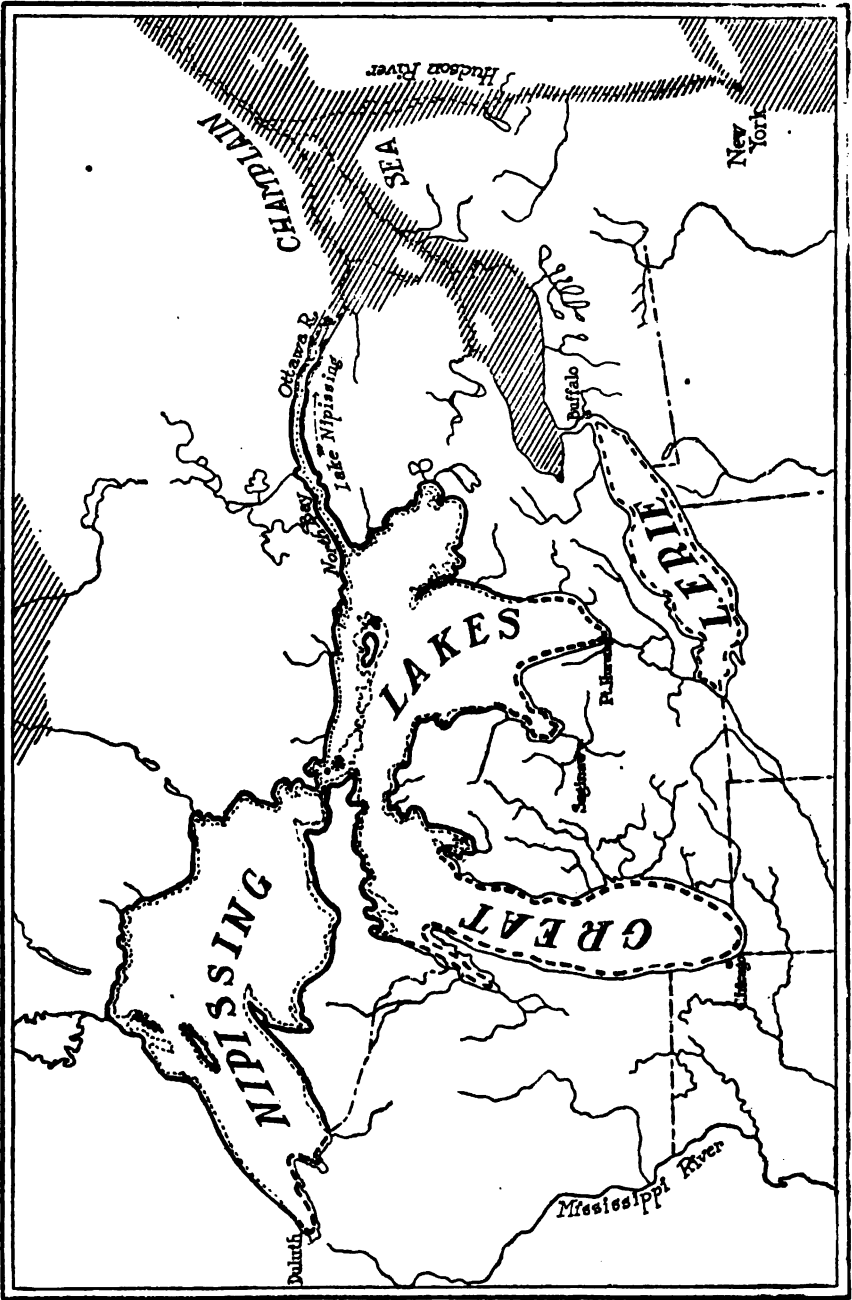 NIPISSING
GREAT
LAKES
CHAMPLAIN
SEA
Hudson River
New
York
Ottawa R.
Lake Nipissing
North Bay
Buffalo
L ERIE
Saginaw
Chicago
Duluth
Mississippi River